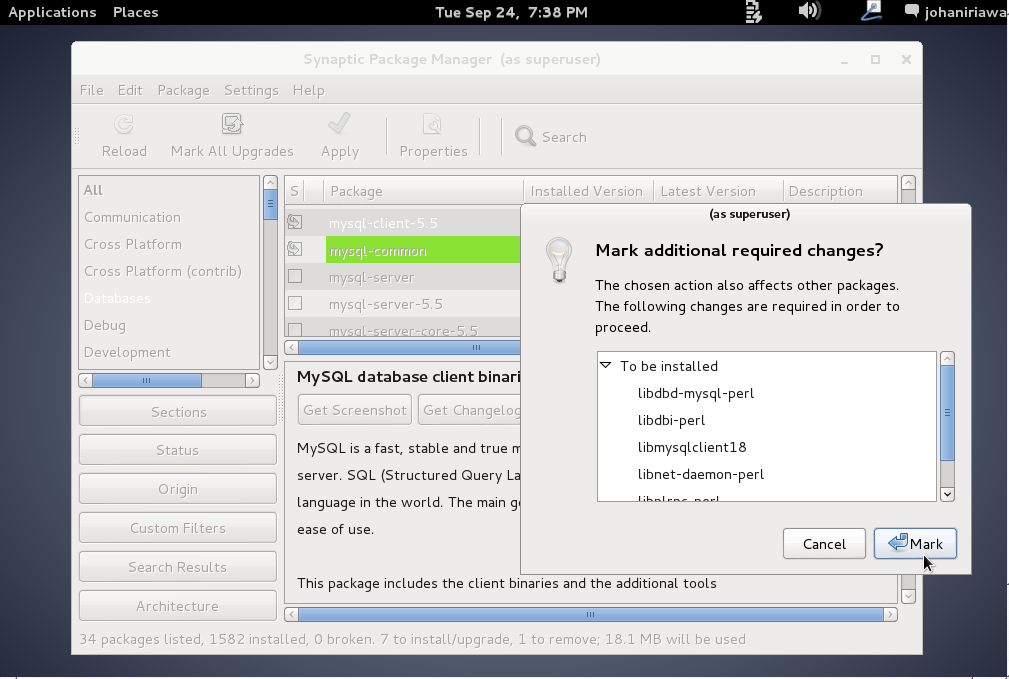 Applications Places Tue Sep 24, 7:38 PM johaniriawa
Synaptic Package Manager (as superuser)
File Edit Package Settings Help
Reload Mark All Upgrades Apply Properties Search
All
Communication
Cross Platform
Cross Platform (contrib)
Databases
Debug
Development
Sections
Status
Origin
Custom Filters
Search Results
Architecture
S Package Installed Version Latest Version Description
mysql-client-5.5
mysql-common
mysql-server
mysql-server-5.5
mysql-server-core-5.5
MySQL database client binari
Get Screenshot Get Changelog
MySQL is a fast, stable and true m
server. SQL (Structured Query La
language in the world. The main g
ease of use.
This package includes the client binaries and the additional tools
(as superuser)
Mark additional required changes?
The chosen action also affects other packages.
The following changes are required in order to
proceed.
To be installed
libdbd-mysql-perl
libdbi-perl
libmysqlclient18
libnet-daemon-perl
libplrpc-perl
Cancel Mark
34 packages listed, 1582 installed, 0 broken. 7 to install/upgrade, 1 to remove; 18.1 MB will be used